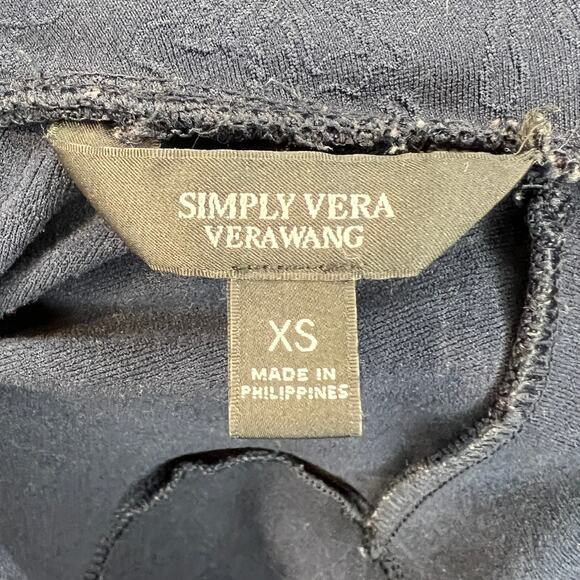 SIMPLY VERA
VERAWANG
XS
MADE IN
PHILIPPINES